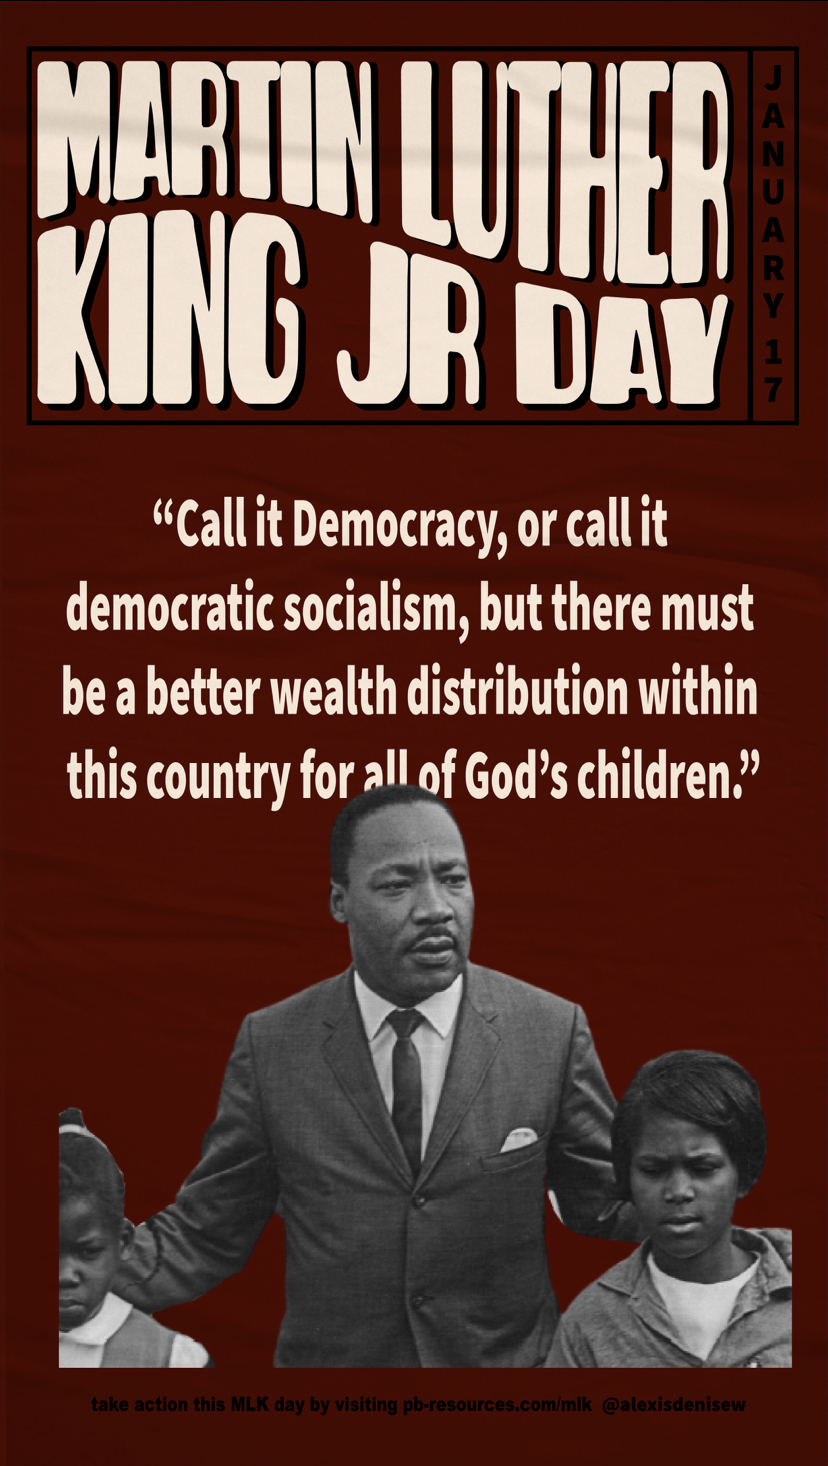 MARTIN LUTHER
KING JR DAY
JANUARY 17
“Call it Democracy, or call it
democratic socialism, but there must
be a better wealth distribution within
this country for all of God’s children.”
take action this MLK day by visiting pb-resources.com/mlk @alexisdenisew